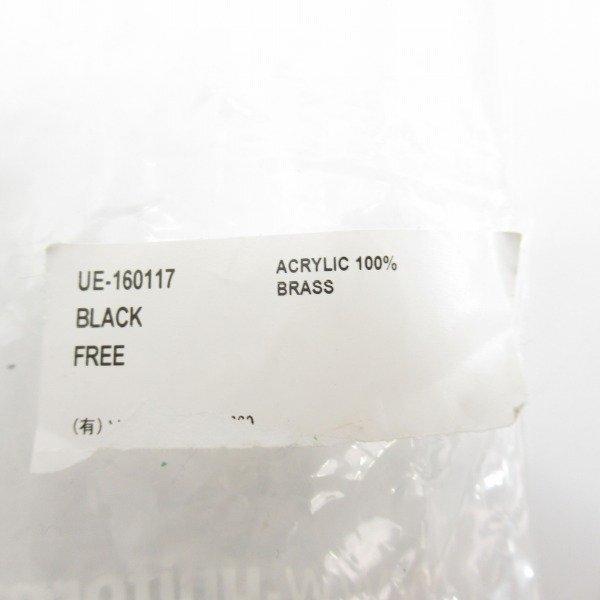 UE-160117
BLACK
FREE
ACRYLIC 100%
BRASS
(有)